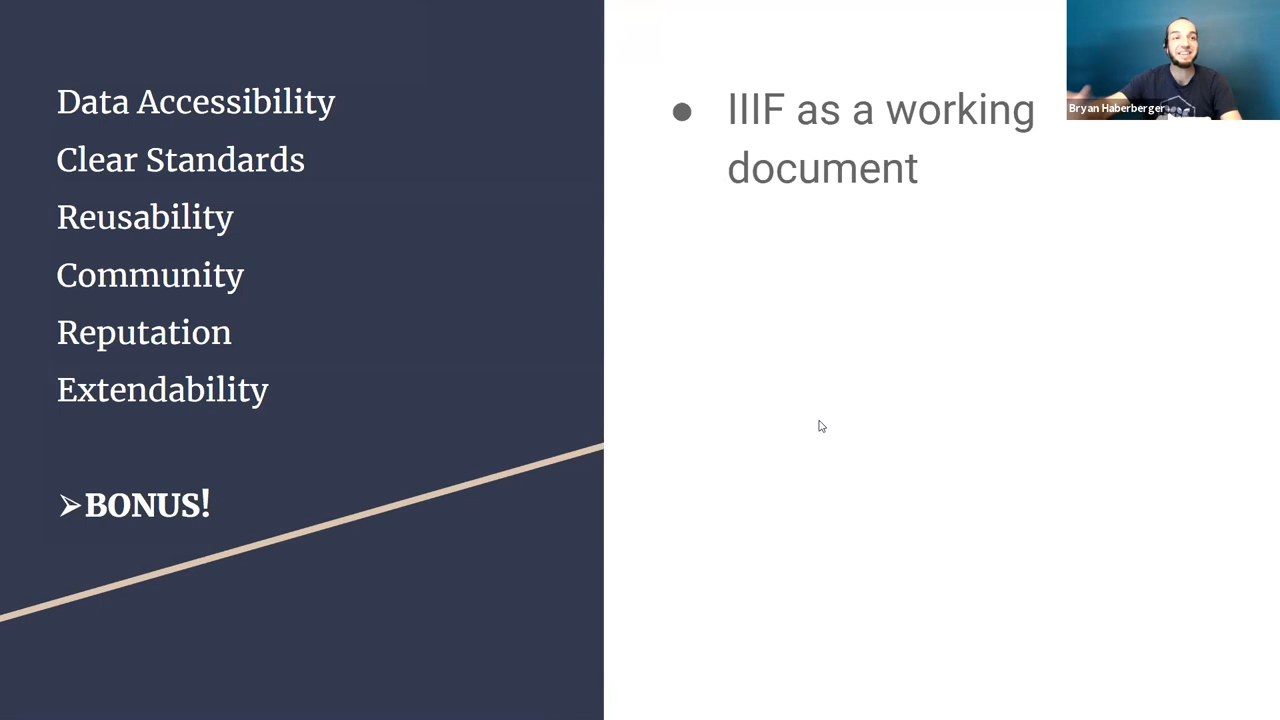 Data Accessibility
Clear Standards
Reusability
Community
Reputation
Extendability
➢BONUS!
● IIIF as a working
document
Bryan Haberberger